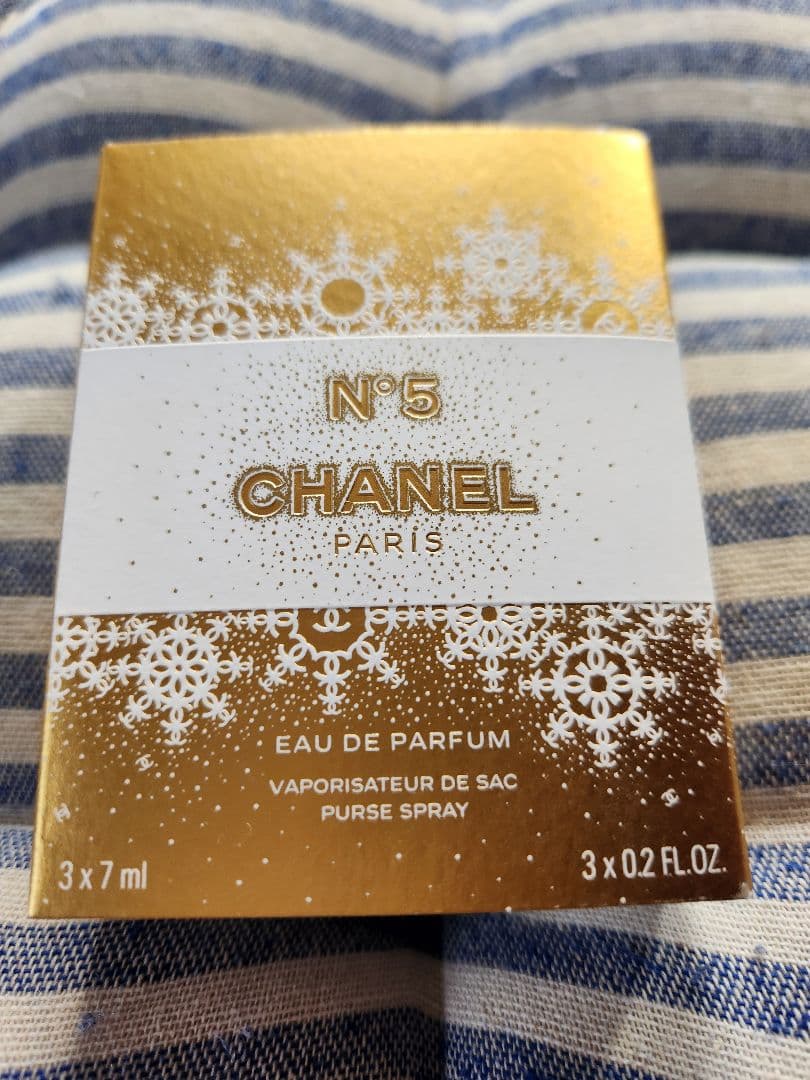 N°5
CHANEL
PARIS
EAU DE PARFUM
VAPORISATEUR DE SAC
PURSE SPRAY
3 x 7 ml
3 x 0.2 FL.OZ.